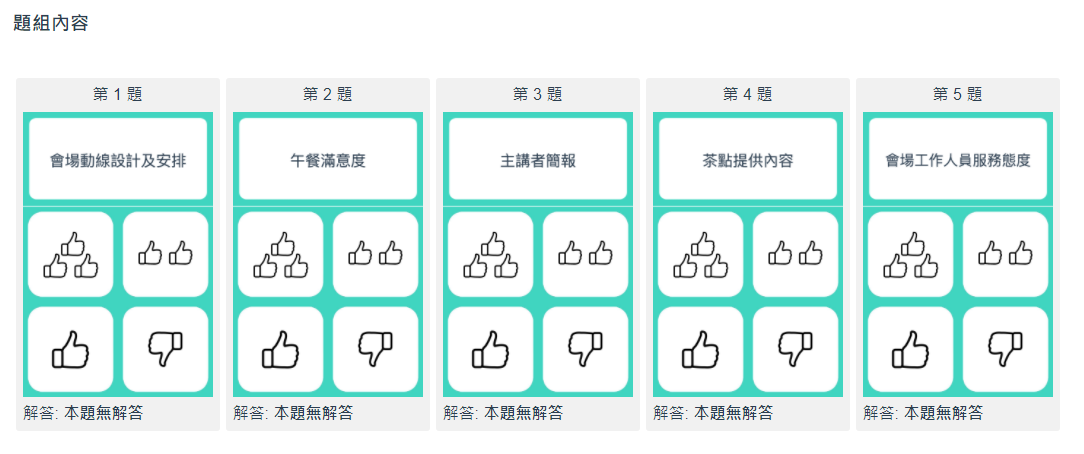 題組內容
第 1 題
會場動線設計及安排
解答: 本題無解答
第 2 題
午餐滿意度
解答: 本題無解答
第 3 題
主講者簡報
解答: 本題無解答
第 4 題
茶點提供內容
解答: 本題無解答
第 5 題
會場工作人員服務態度
解答: 本題無解答